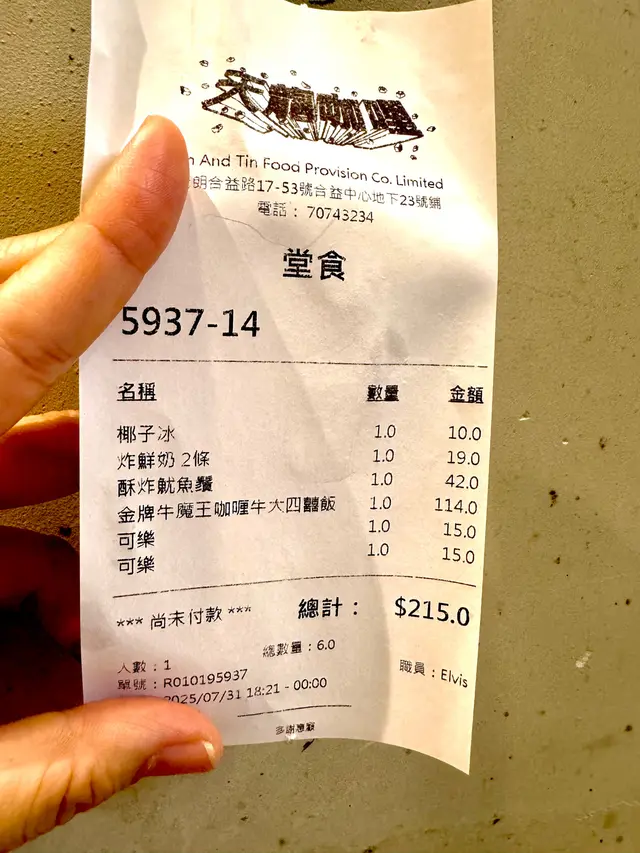 天囍咖喱
And Tin Food Provision Co. Limited
朗合益路17-53號合益中心地下23號鋪
電話： 70743234
堂食
5937-14
名稱 數量 金額
椰子冰 1.0 10.0
炸鮮奶 2條 1.0 19.0
酥炸魷魚鬚 1.0 42.0
金牌牛魔王咖喱牛大四囍飯 1.0 114.0
可樂 1.0 15.0
可樂 1.0 15.0
*** 尚未付款 *** 總計： $215.0
總數量：6.0
人數：1 職員：Elvis
單號：R010195937
2025/07/31 18:21 - 00:00
多謝惠顧